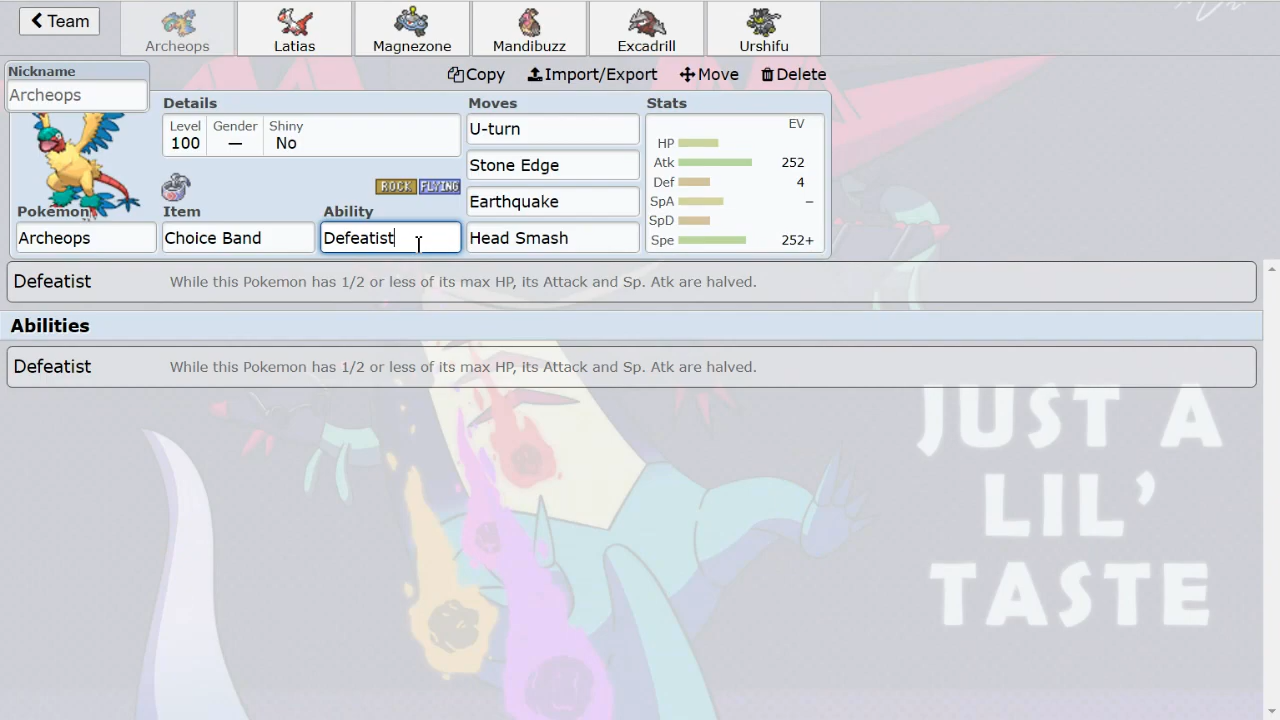 Team
Archeops
Latias
Magnezone
Mandibuzz
Excadrill
Urshifu
Nickname
Archeops
Copy
Import/Export
Move
Delete
Details
Moves
Stats
Level
100
Gender
—
Shiny
No
U-turn
Stone Edge
Earthquake
Head Smash
EV
HP
Atk 252
Def 4
SpA –
SpD
Spe 252+
ROCK FLYING
Pokemon
Archeops
Item
Choice Band
Ability
Defeatist
Defeatist While this Pokemon has 1/2 or less of its max HP, its Attack and Sp. Atk are halved.
Abilities
Defeatist While this Pokemon has 1/2 or less of its max HP, its Attack and Sp. Atk are halved.
JUST A
LIL’
TASTE